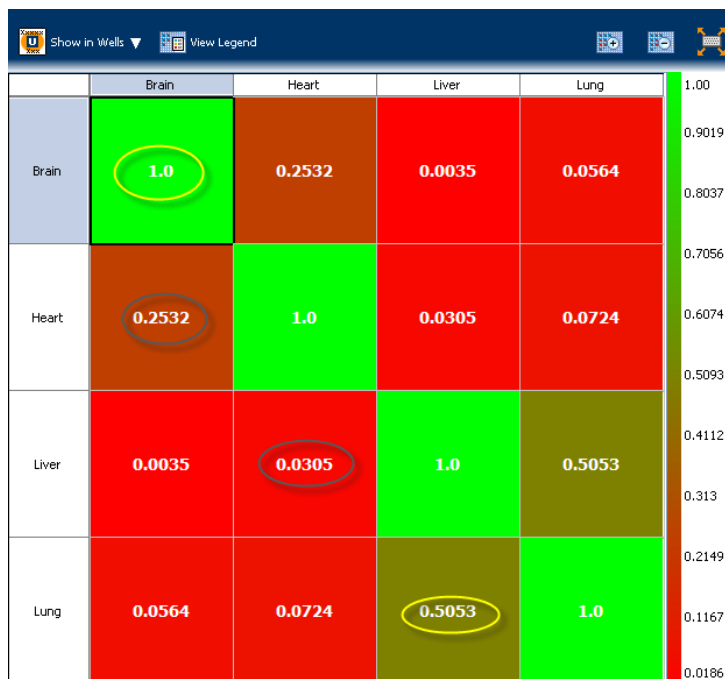 Xxxxx
U
Xxx
Show in Wells ▼ View Legend
Brain Heart Liver Lung
Brain 1.0 0.2532 0.0035 0.0564
Heart 0.2532 1.0 0.0305 0.0724
Liver 0.0035 0.0305 1.0 0.5053
Lung 0.0564 0.0724 0.5053 1.0
1.00
0.9019
0.8037
0.7056
0.6074
0.5093
0.4112
0.313
0.2149
0.1167
0.0186